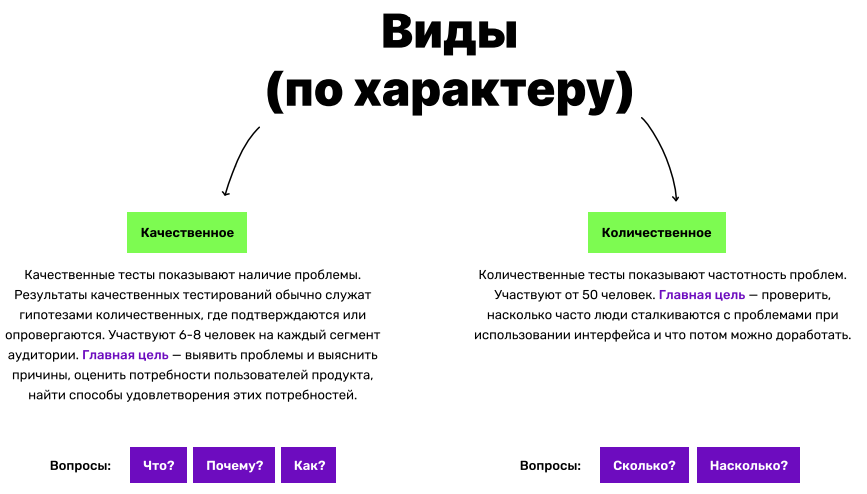 Виды
(по характеру)
Качественное
Качественные тесты показывают наличие проблемы.
Результаты качественных тестирований обычно служат
гипотезами количественных, где подтверждаются или
опровергаются. Участвуют 6-8 человек на каждый сегмент
аудитории. Главная цель — выявить проблемы и выяснить
причины, оценить потребности пользователей продукта,
найти способы удовлетворения этих потребностей.
Вопросы: Что? Почему? Как?
Количественное
Количественные тесты показывают частотность проблем.
Участвуют от 50 человек. Главная цель — проверить,
насколько часто люди сталкиваются с проблемами при
использовании интерфейса и что потом можно доработать.
Вопросы: Сколько? Насколько?